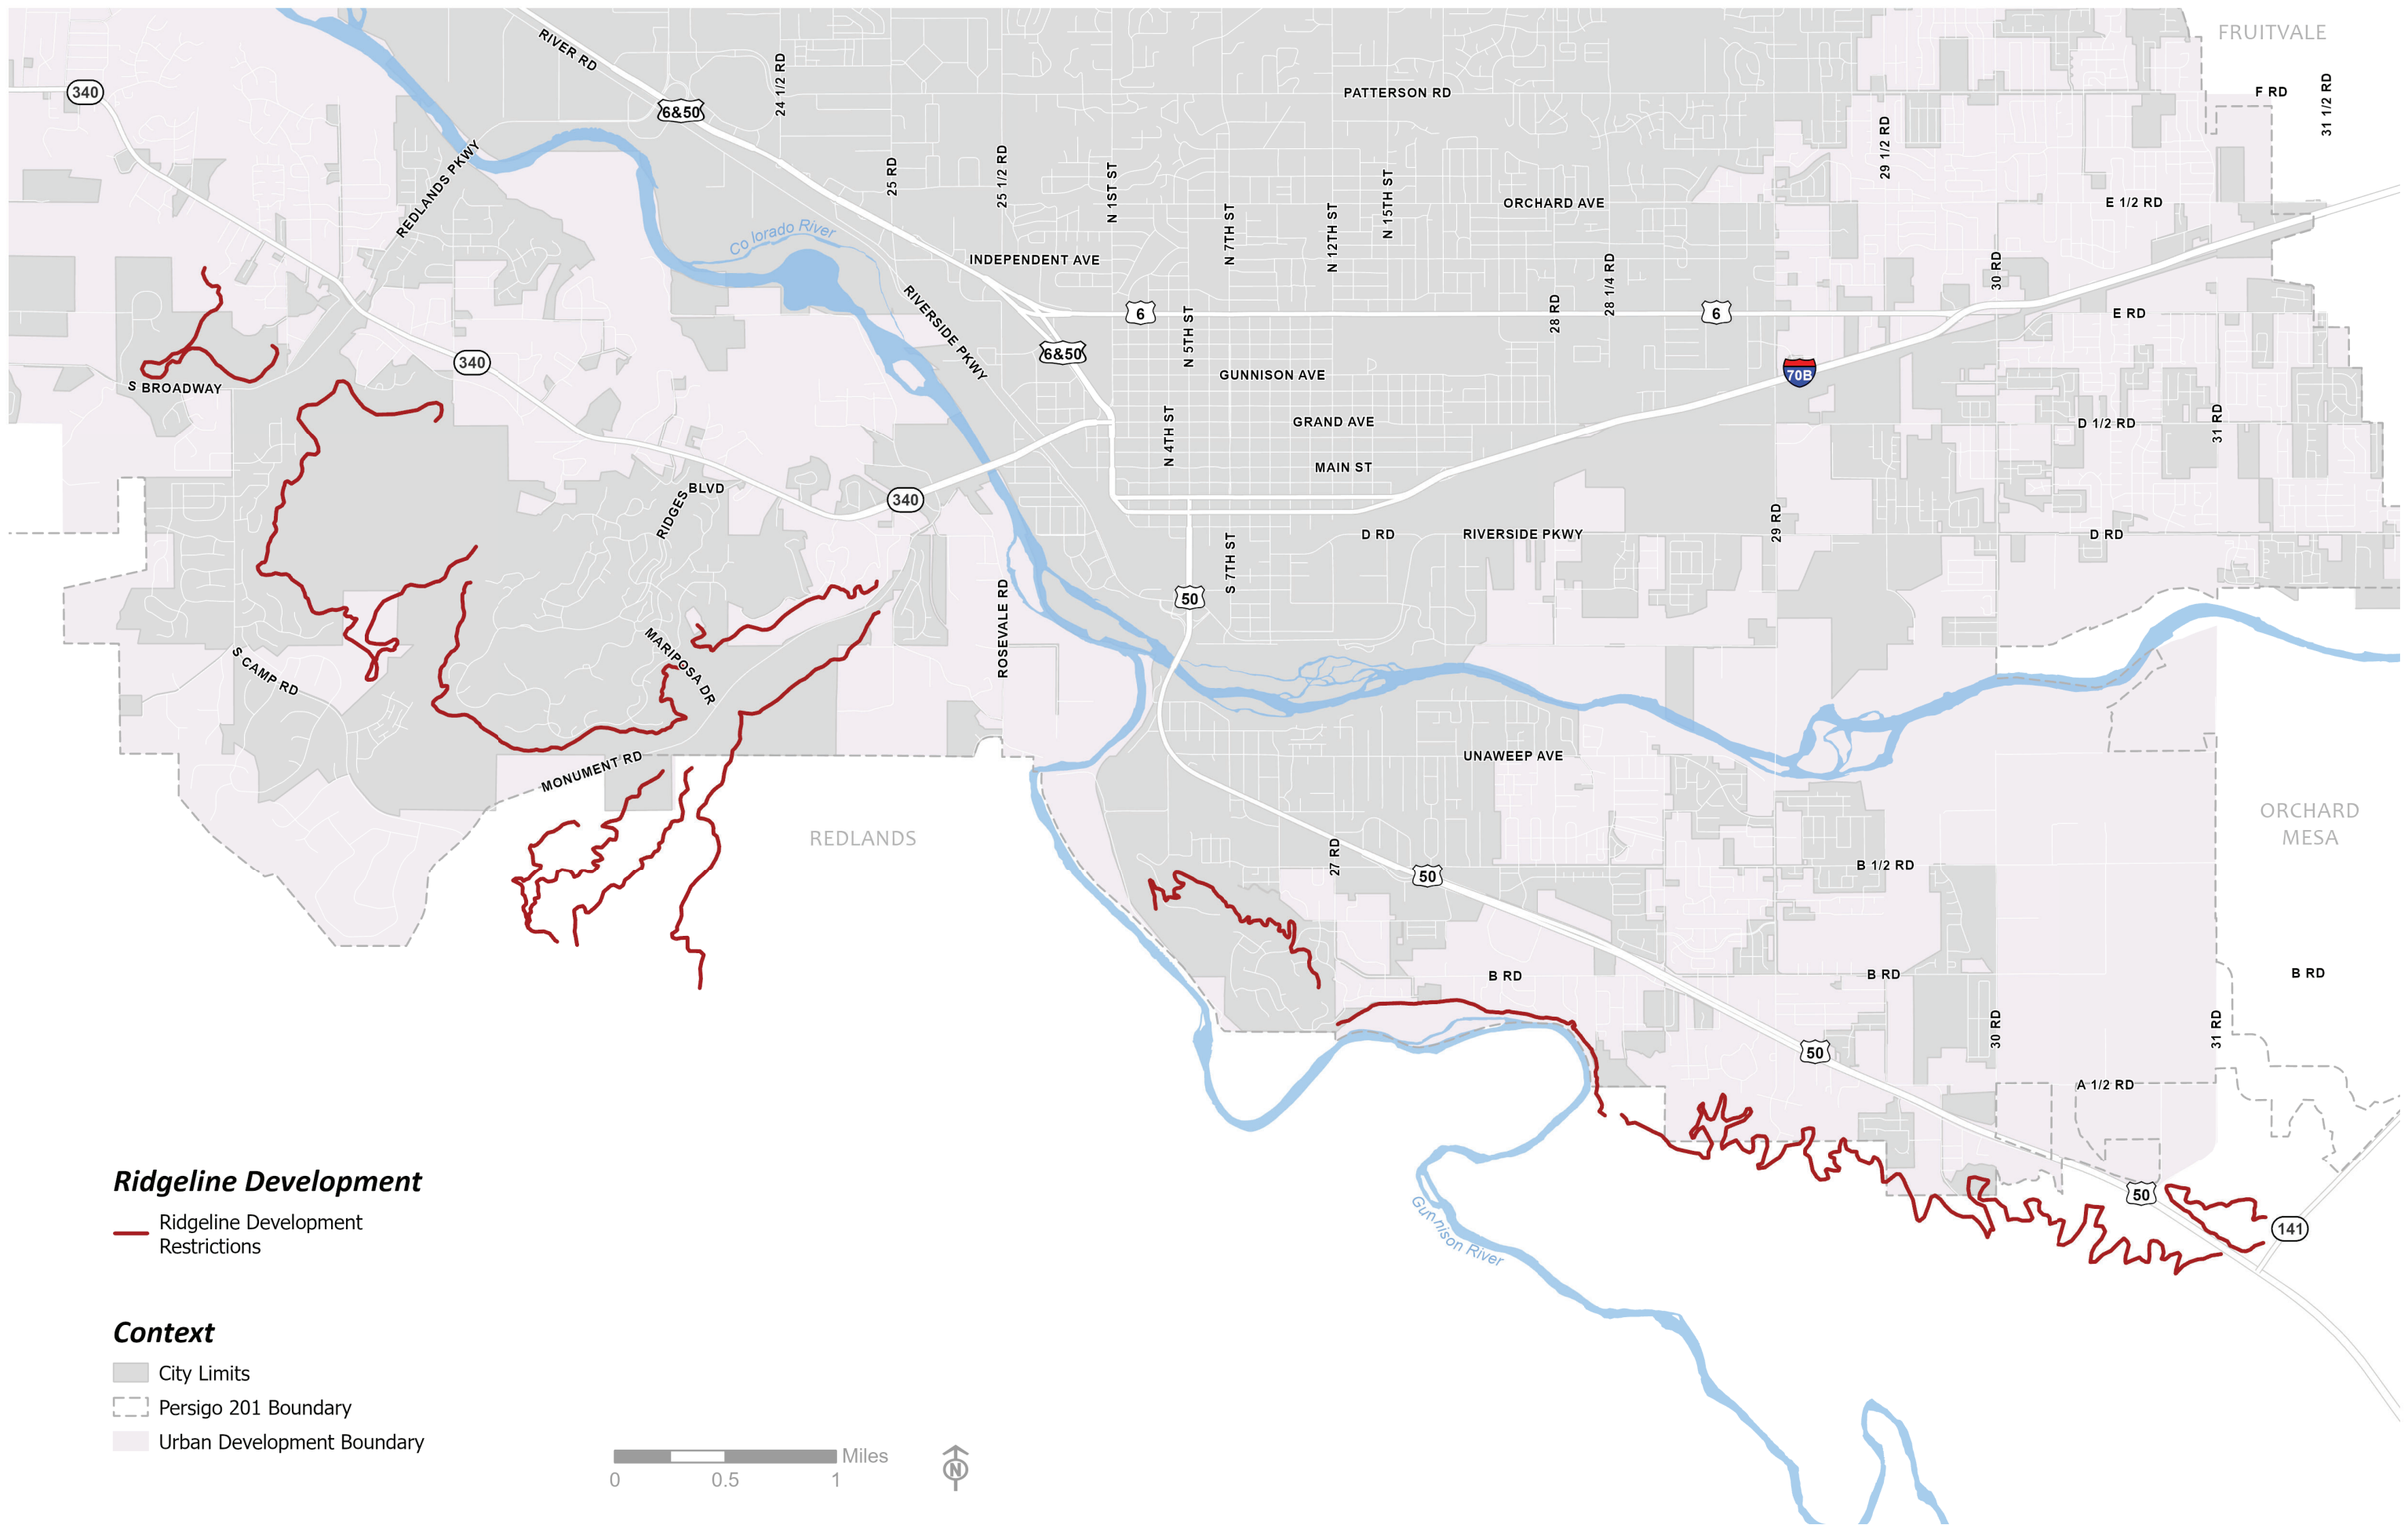 FRUITVALE
RIVER RD
24 1/2 RD
340
6&50
PATTERSON RD
F RD
31 1/2 RD
REDLANDS PKWY
25 RD
25 1/2 RD
N 1ST ST
N 7TH ST
N 12TH ST
N 15TH ST
ORCHARD AVE
29 1/2 RD
E 1/2 RD
Colorado River
INDEPENDENT AVE
28 1/4 RD
30 RD
RIVERSIDE PKWY
6
6
28 RD
E RD
N 5TH ST
6&50
340
GUNNISON AVE
70B
S BROADWAY
N 4TH ST
GRAND AVE
D 1/2 RD
31 RD
MAIN ST
RIDGES BLVD
340
S 7TH ST
D RD
RIVERSIDE PKWY
29 RD
D RD
50
ROSEVALE RD
MARIPOSA DR
S CAMP RD
MONUMENT RD
UNAWEEP AVE
REDLANDS
ORCHARD
MESA
27 RD
50
B 1/2 RD
B RD
B RD
B RD
30 RD
31 RD
50
A 1/2 RD
50
141
Gunnison River
Ridgeline Development
Ridgeline Development
Restrictions
Context
City Limits
Persigo 201 Boundary
Urban Development Boundary
Miles
0
0.5
1
N